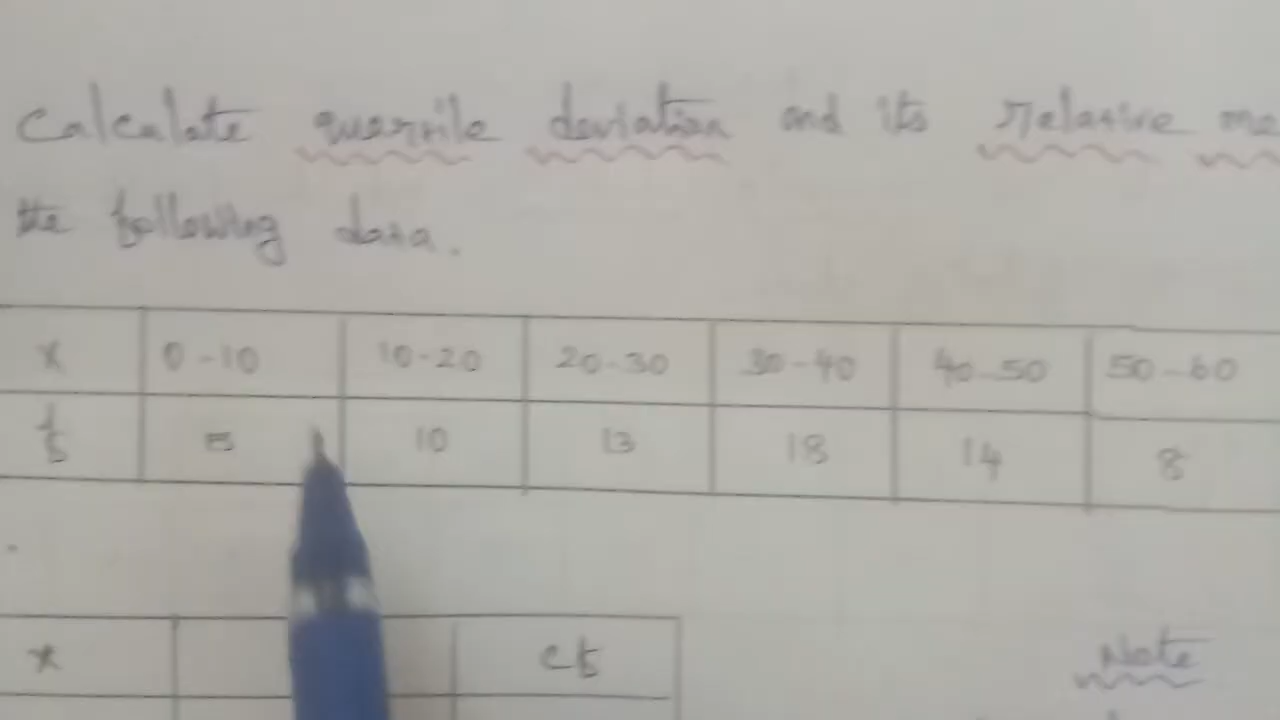 Calculate quartile deviation and its relative me
the following data.
x 0-10 10-20 20-30 30-40 40-50 50-60
f 5 10 13 18 14 8
x cf
Note